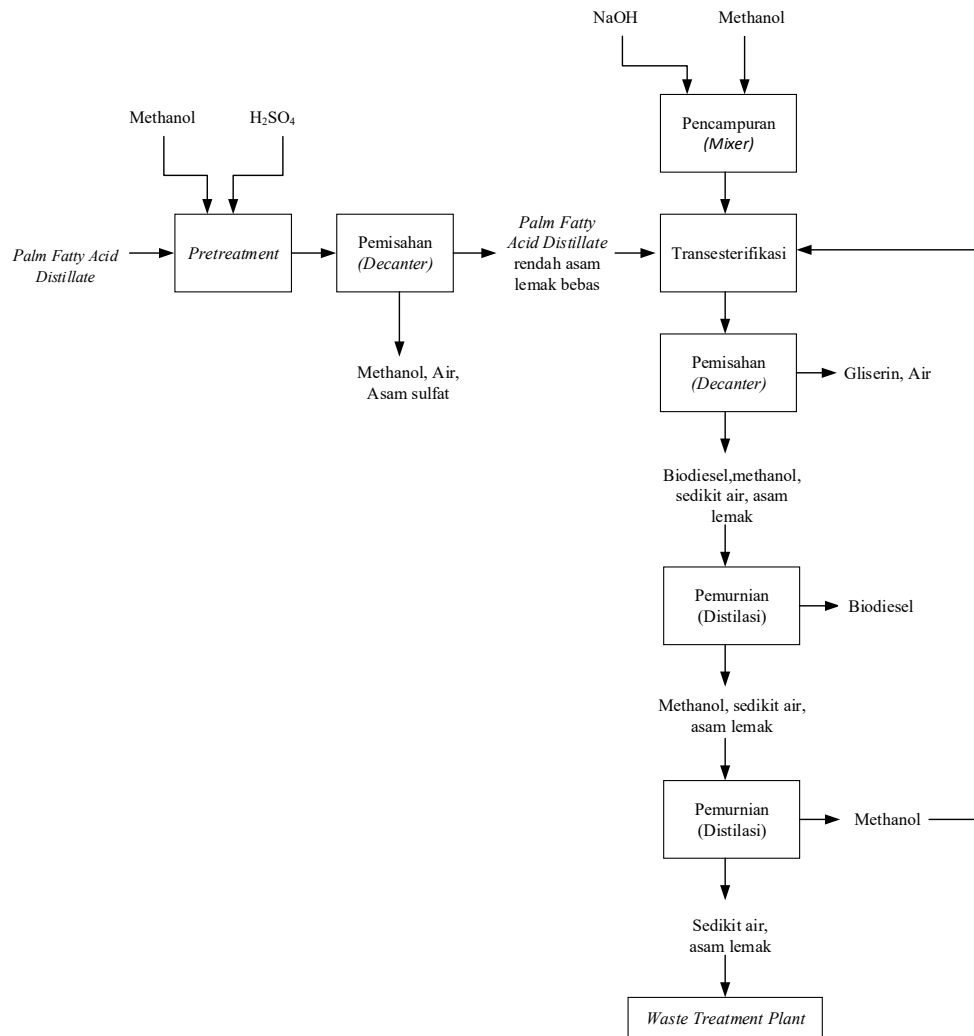 NaOH
Methanol
Pencampuran
(Mixer)
Methanol
H₂SO₄
Palm Fatty Acid
Distillate
Pretreatment
Pemisahan
(Decanter)
Palm Fatty
Acid Distillate
rendah asam
lemak bebas
Transesterifikasi
Methanol, Air,
Asam sulfat
Pemisahan
(Decanter)
Gliserin, Air
Biodiesel,methanol,
sedikit air, asam
lemak
Pemurnian
(Distilasi)
Biodiesel
Methanol, sedikit air,
asam lemak
Pemurnian
(Distilasi)
Methanol
Sedikit air,
asam lemak
Waste Treatment Plant